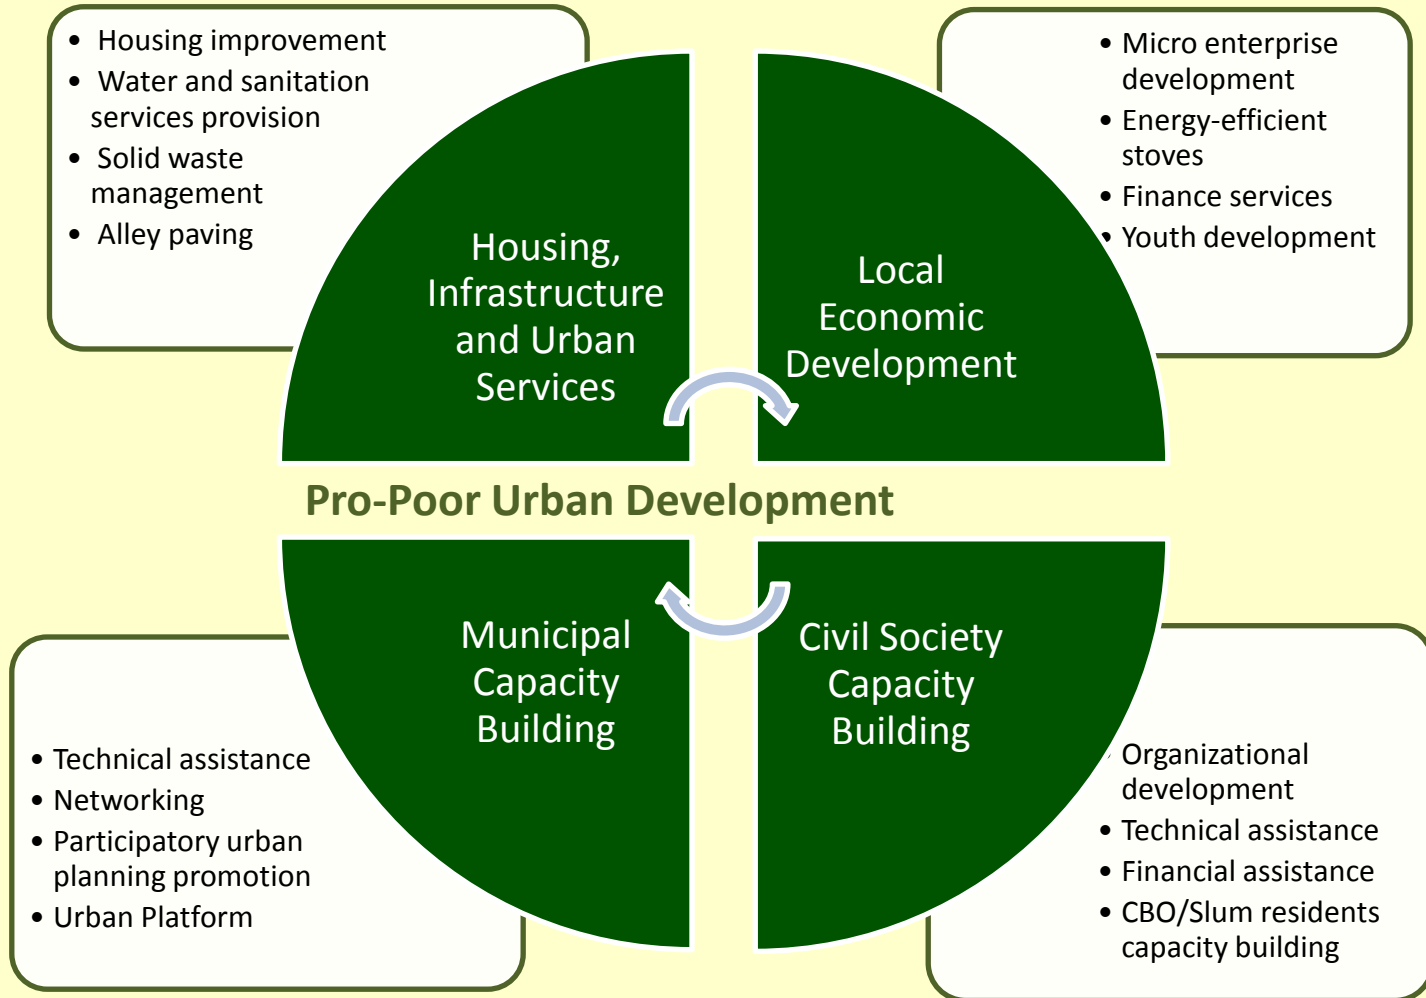 • Housing improvement
• Water and sanitation
services provision
• Solid waste
management
• Alley paving
• Micro enterprise
development
• Energy-efficient
stoves
• Finance services
• Youth development
Housing,
Infrastructure
and Urban
Services
Local
Economic
Development
Pro-Poor Urban Development
Municipal
Capacity
Building
Civil Society
Capacity
Building
• Technical assistance
• Networking
• Participatory urban
planning promotion
• Urban Platform
• Organizational
development
• Technical assistance
• Financial assistance
• CBO/Slum residents
capacity building